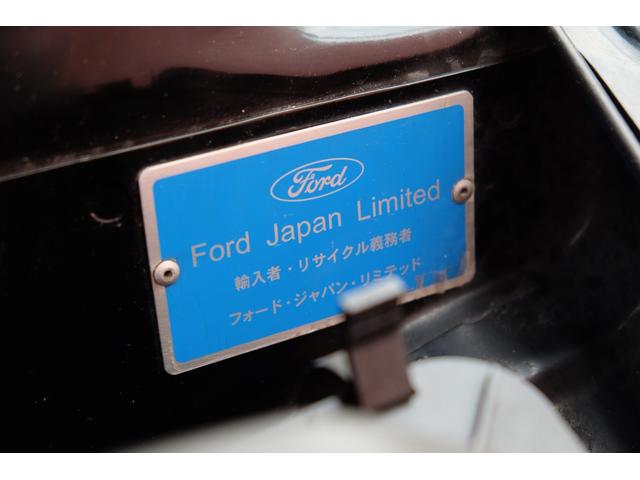 Ford
Ford Japan Limited
輸入者・リサイクル義務者
フォード・ジャパン・リミテッド